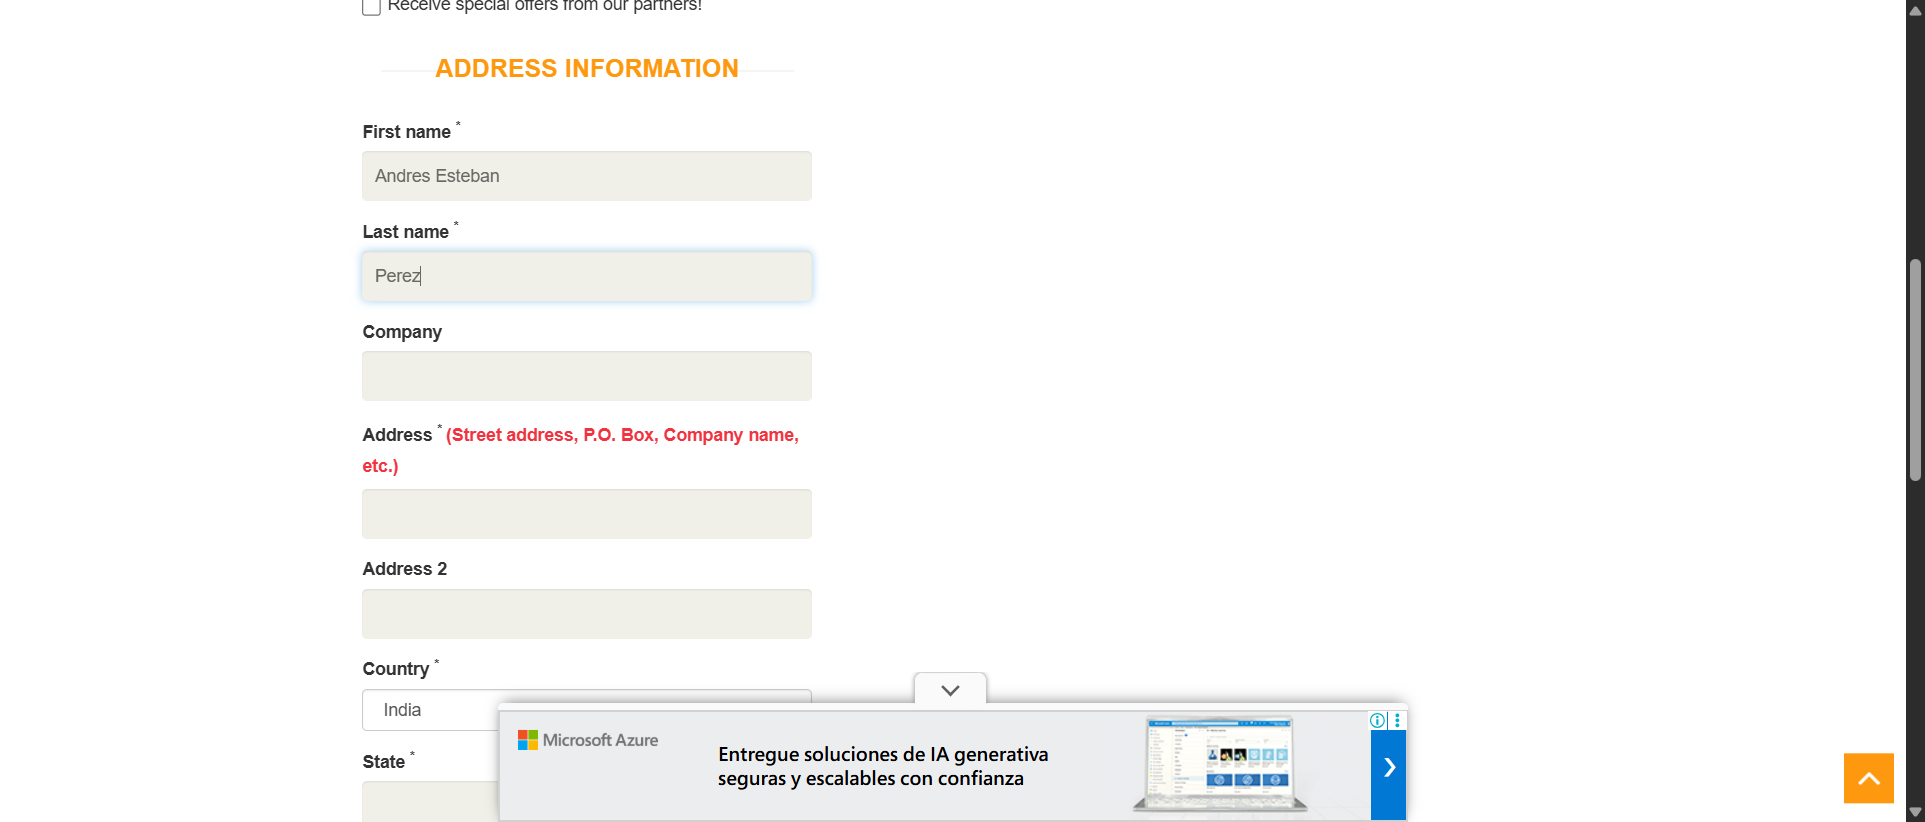 Receive special offers from our partners!
ADDRESS INFORMATION
First name *
Andres Esteban
Last name *
Perez
Company
Address * (Street address, P.O. Box, Company name,
etc.)
Address 2
Country *
India
State *
Microsoft Azure
Entregue soluciones de IA generativa
seguras y escalables con confianza